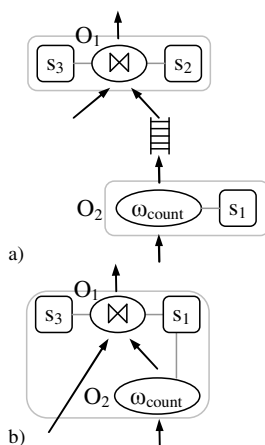 O1
s3 ⋈ s2
O2 ωcount s1
a)
O1
s3 ⋈ s1
O2 ωcount
b)